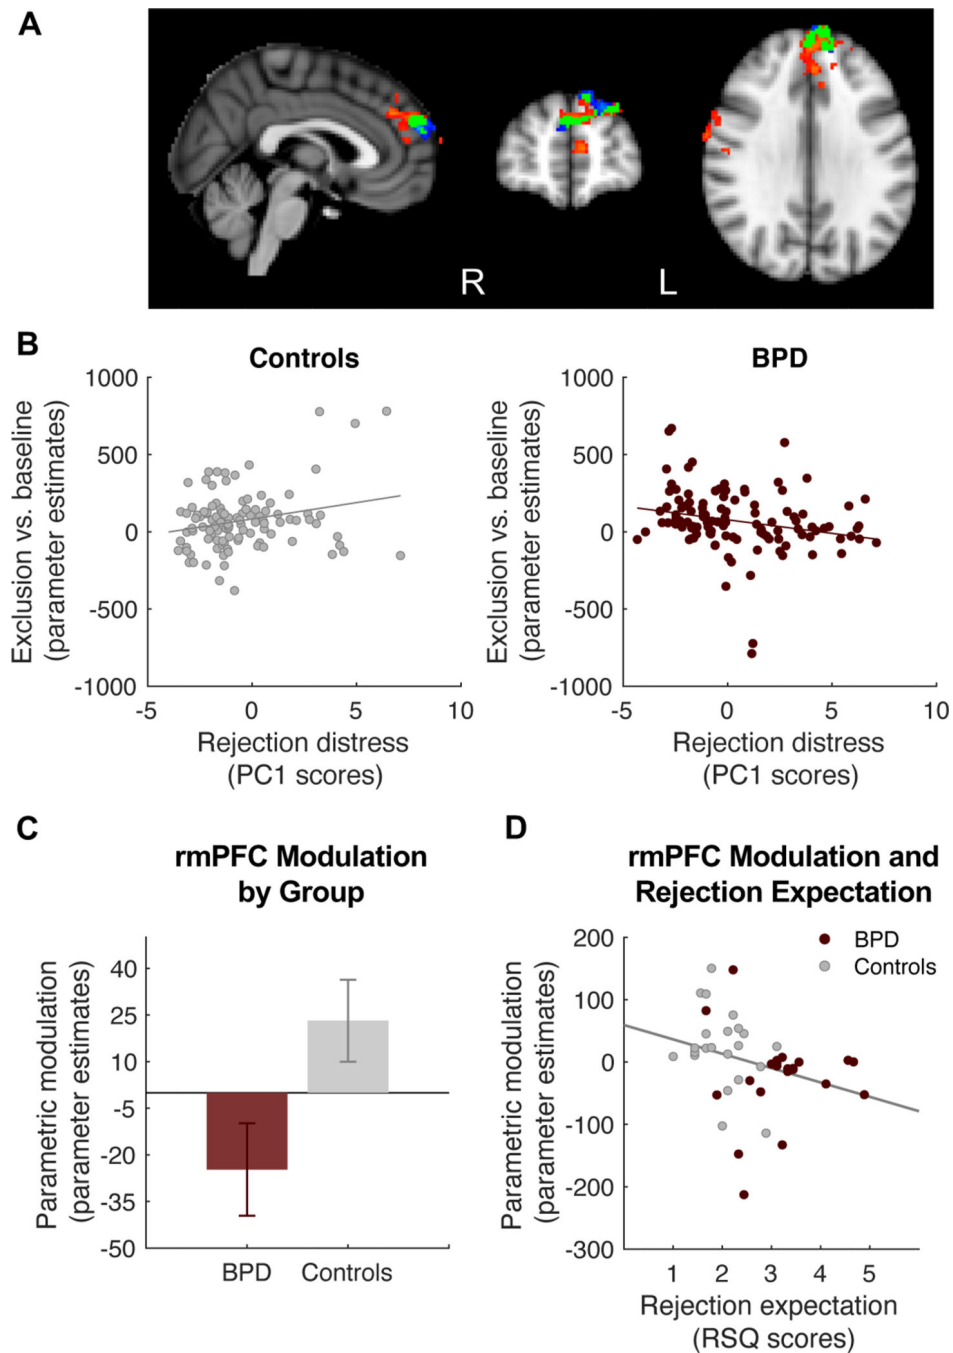 A
R L
B
Controls
BPD
Exclusion vs. baseline
(parameter estimates)
1000
500
0
-500
-1000
-5 0 5 10
Rejection distress
(PC1 scores)
Exclusion vs. baseline
(parameter estimates)
1000
500
0
-500
-1000
-5 0 5 10
Rejection distress
(PC1 scores)
C
rmPFC Modulation
by Group
Parametric modulation
(parameter estimates)
40
25
10
-5
-20
-35
-50
BPD Controls
D
rmPFC Modulation and
Rejection Expectation
BPD
Controls
Parametric modulation
(parameter estimates)
200
100
0
-100
-200
-300
1 2 3 4 5
Rejection expectation
(RSQ scores)